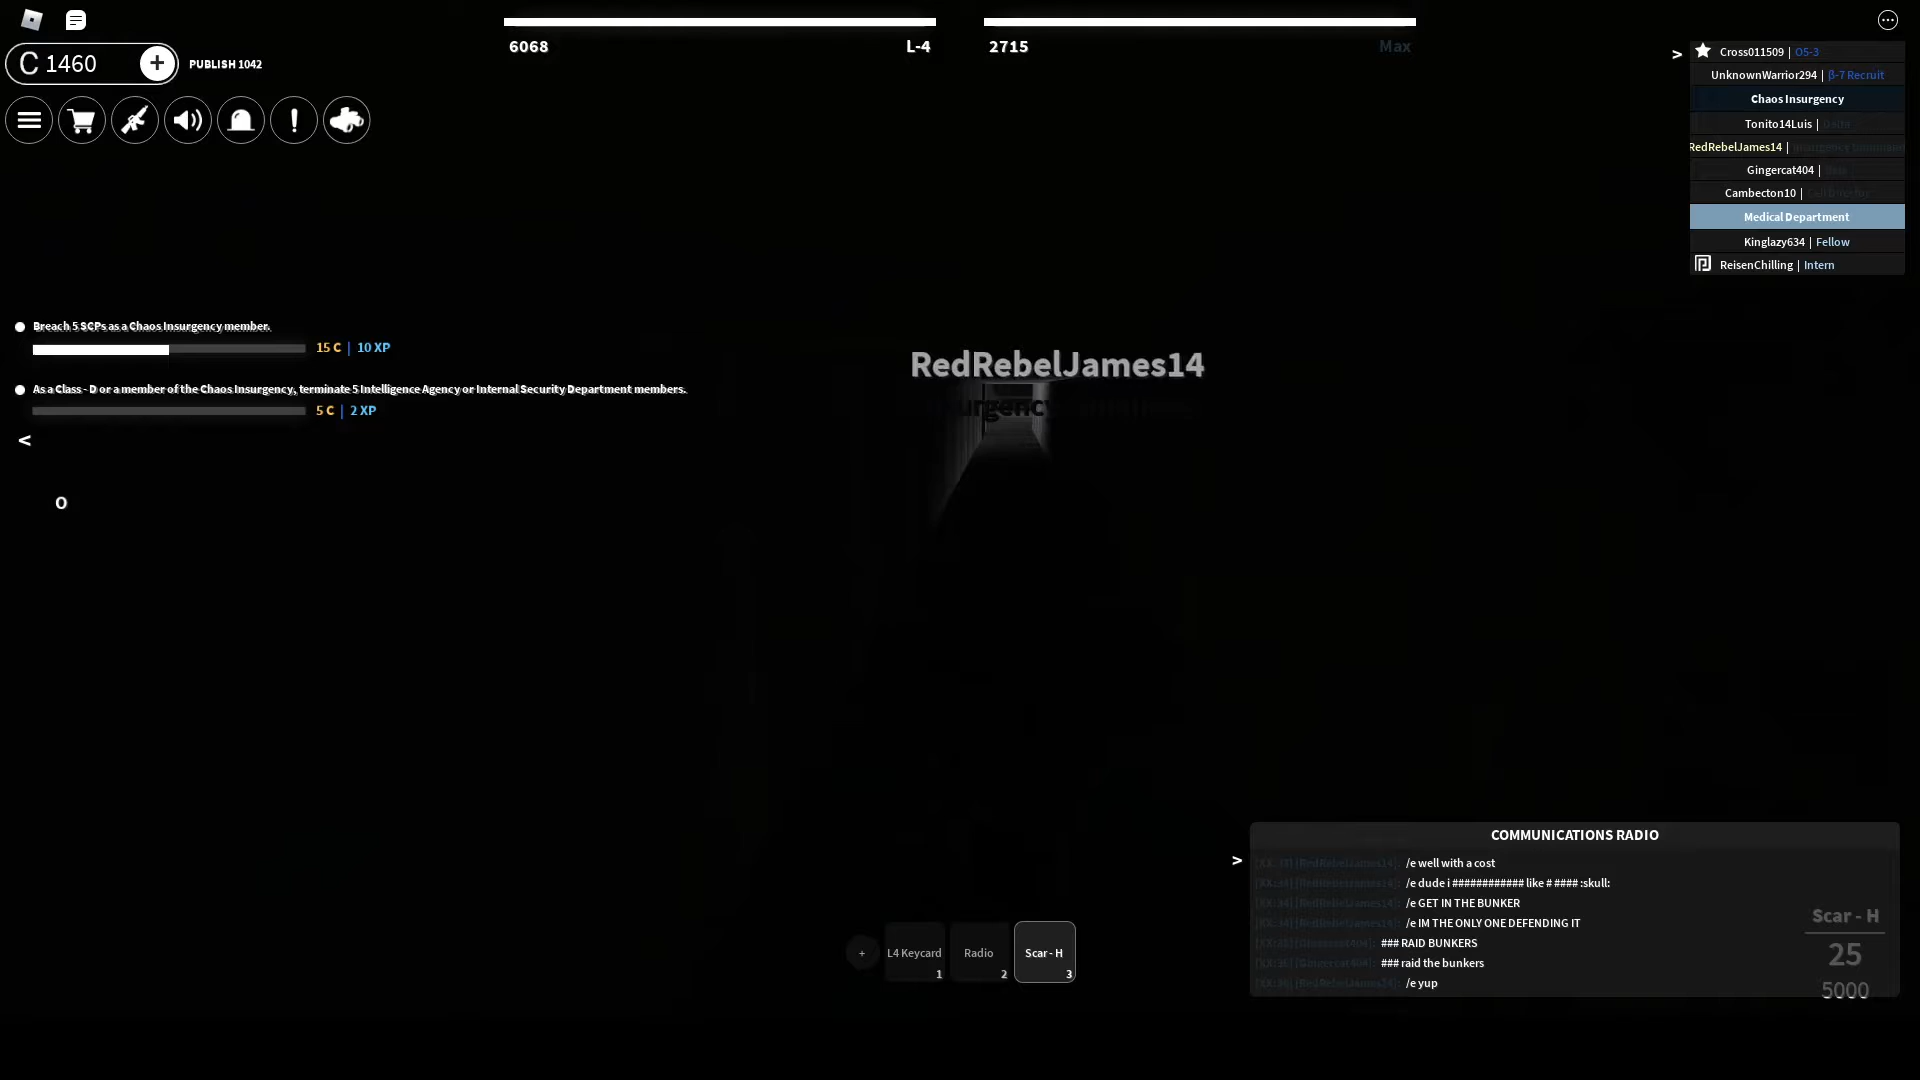 6068
L-4
2715
Max
C 1460
+
PUBLISH 1042
!
> Cross011509 | O5-3
UnknownWarrior294 | β-7 Recruit
Chaos Insurgency
Tonito14Luis | Delta
RedRebelJames14 |
Gingercat404 |
Cambecton10 |
Medical Department
Kinglazy634 | Fellow
ReisenChilling | Intern
Breach 5 SCPs as a Chaos Insurgency member.
15 C | 10 XP
As a Class - D or a member of the Chaos Insurgency, terminate 5 Intelligence Agency or Internal Security Department members.
5 C | 2 XP
<
O
RedRebelJames14
COMMUNICATIONS RADIO
>
/e well with a cost
/e dude i ############ like # #### :skull:
/e GET IN THE BUNKER
/e IM THE ONLY ONE DEFENDING IT
### RAID BUNKERS
### raid the bunkers
/e yup
Scar - H
25
5000
+
L4 Keycard
1
Radio
2
Scar - H
3